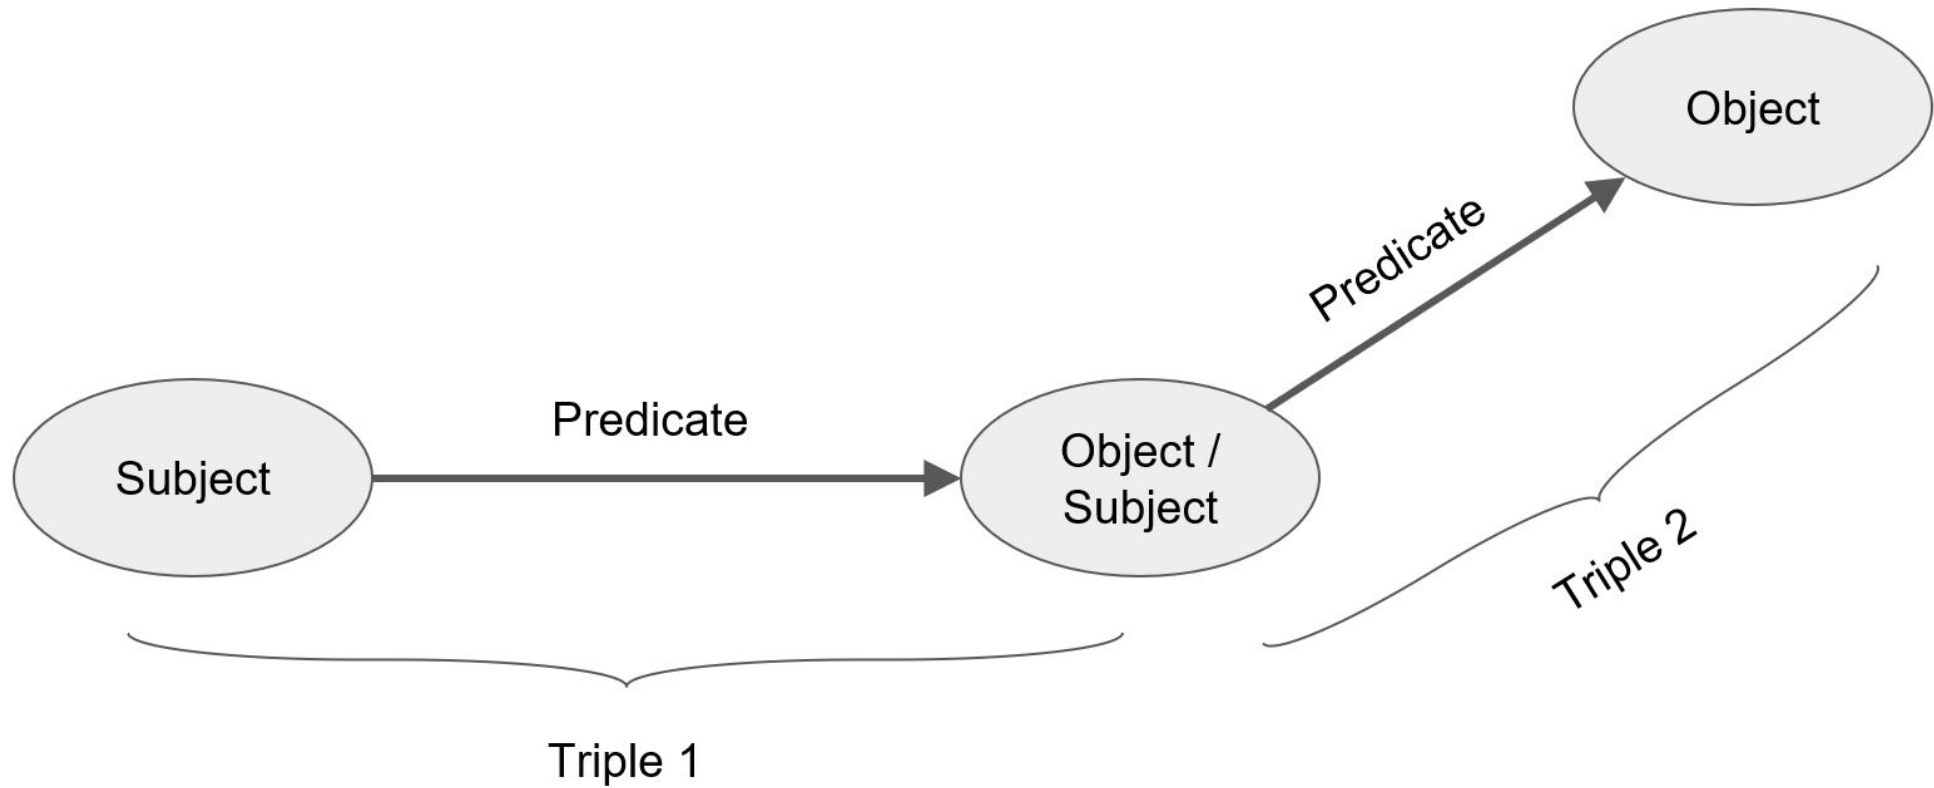 Object
Predicate
Predicate
Subject
Object /
Subject
Triple 2
Triple 1